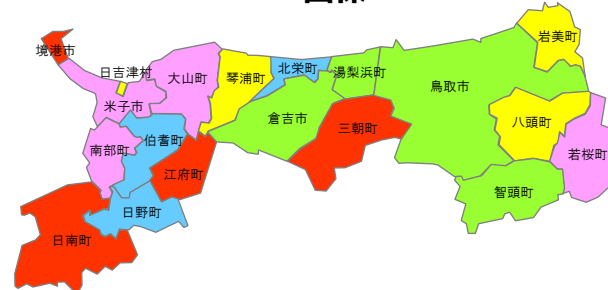 境港市
日吉津村
米子市
大山町
琴浦町
北栄町
湯梨浜町
鳥取市
岩美町
倉吉市
三朝町
八頭町
若桜町
智頭町
南部町
伯耆町
江府町
日野町
日南町